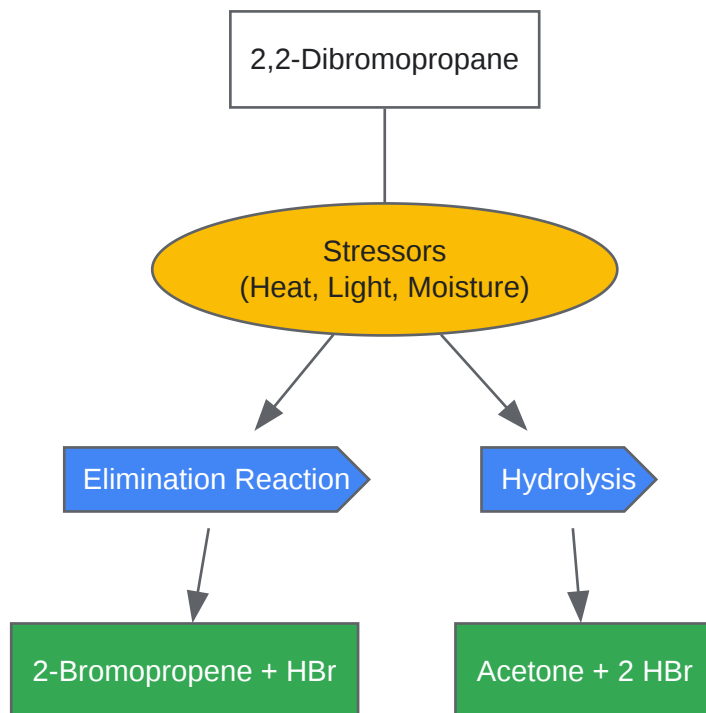 2,2-Dibromopropane
Stressors
(Heat, Light, Moisture)
Elimination Reaction
Hydrolysis
2-Bromopropene + HBr
Acetone + 2 HBr